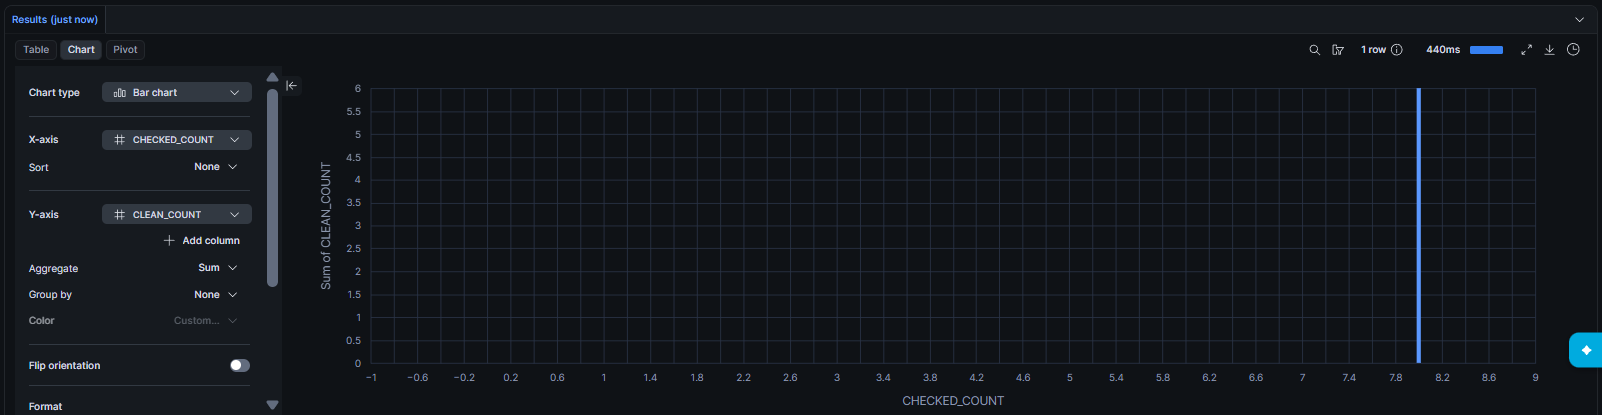 Results (just now)
Table Chart Pivot
1 row 440ms
Chart type Bar chart
X-axis CHECKED_COUNT
Sort None
Y-axis CLEAN_COUNT
Add column
Aggregate Sum
Group by None
Color Custom...
Flip orientation
Format
Sum of CLEAN_COUNT
6
5.5
5
4.5
4
3.5
3
2.5
2
1.5
1
0.5
0
−1 −0.6 −0.2 0.2 0.6 1 1.4 1.8 2.2 2.6 3 3.4 3.8 4.2 4.6 5 5.4 5.8 6.2 6.6 7 7.4 7.8 8.2 8.6 9
CHECKED_COUNT